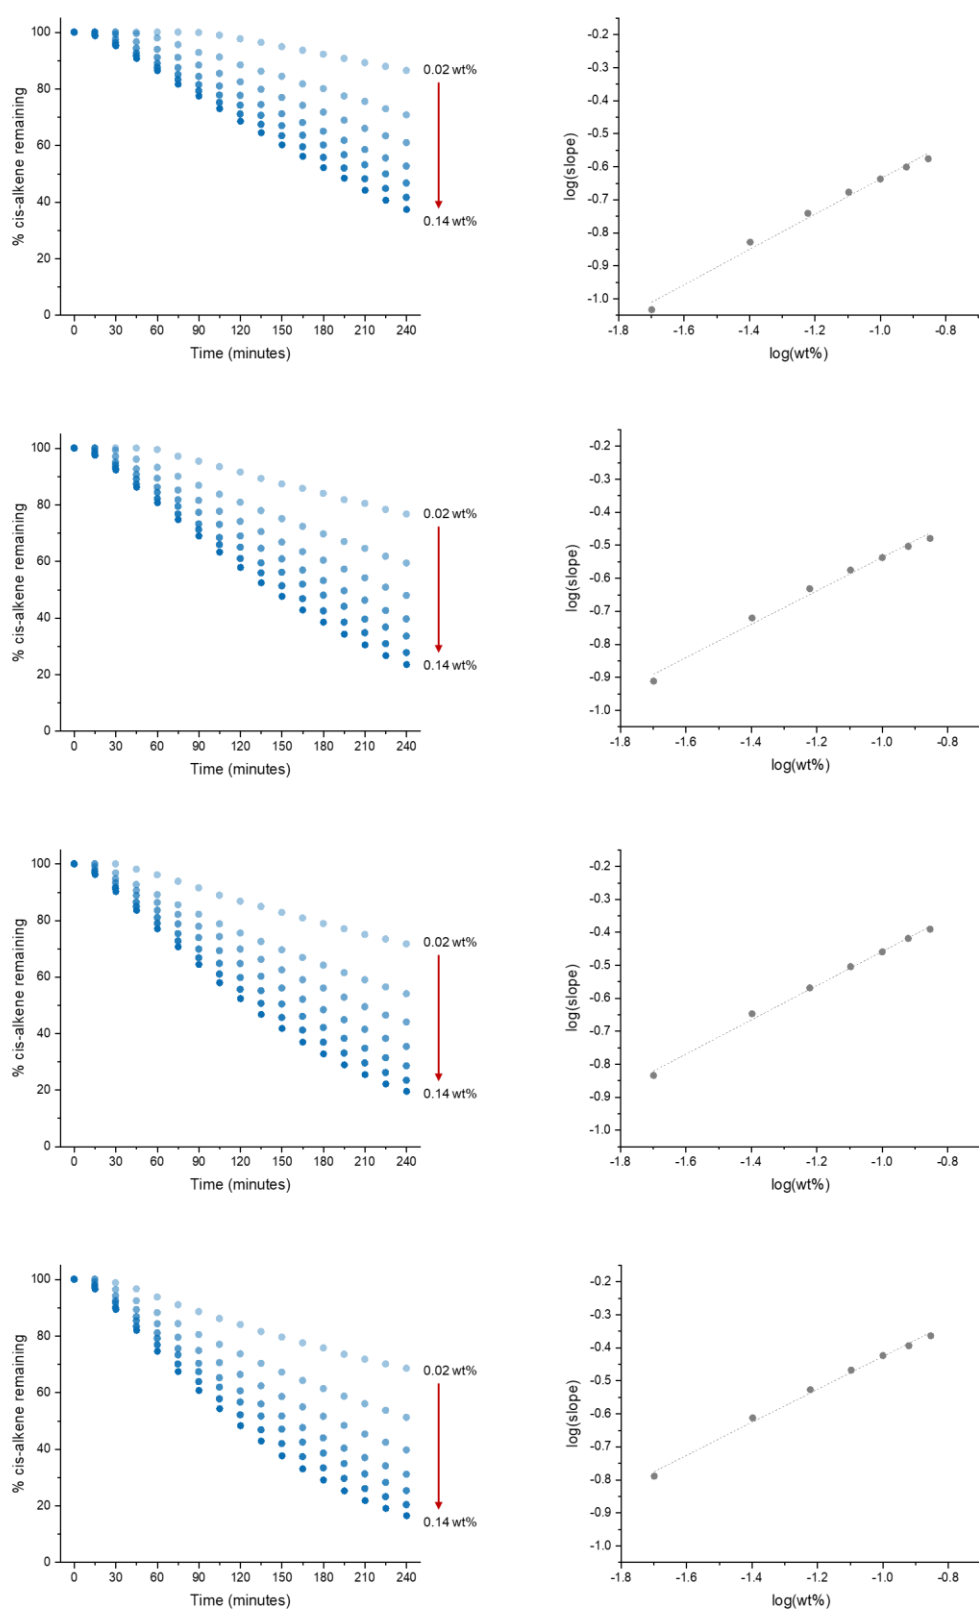 100
80
60
40
20
0
% cis-alkene remaining
0.02 wt%
0.14 wt%
0 30 60 90 120 150 180 210 240
Time (minutes)
-0.2
-0.3
-0.4
-0.5
-0.6
-0.7
-0.8
-0.9
-1.0
log(slope)
-1.8 -1.6 -1.4 -1.2 -1.0 -0.8
log(wt%)
100
80
60
40
20
0
% cis-alkene remaining
0.02 wt%
0.14 wt%
0 30 60 90 120 150 180 210 240
Time (minutes)
-0.2
-0.3
-0.4
-0.5
-0.6
-0.7
-0.8
-0.9
-1.0
log(slope)
-1.8 -1.6 -1.4 -1.2 -1.0 -0.8
log(wt%)
100
80
60
40
20
0
% cis-alkene remaining
0.02 wt%
0.14 wt%
0 30 60 90 120 150 180 210 240
Time (minutes)
-0.2
-0.3
-0.4
-0.5
-0.6
-0.7
-0.8
-0.9
-1.0
log(slope)
-1.8 -1.6 -1.4 -1.2 -1.0 -0.8
log(wt%)
100
80
60
40
20
0
% cis-alkene remaining
0.02 wt%
0.14 wt%
0 30 60 90 120 150 180 210 240
Time (minutes)
-0.2
-0.3
-0.4
-0.5
-0.6
-0.7
-0.8
-0.9
-1.0
log(slope)
-1.8 -1.6 -1.4 -1.2 -1.0 -0.8
log(wt%)